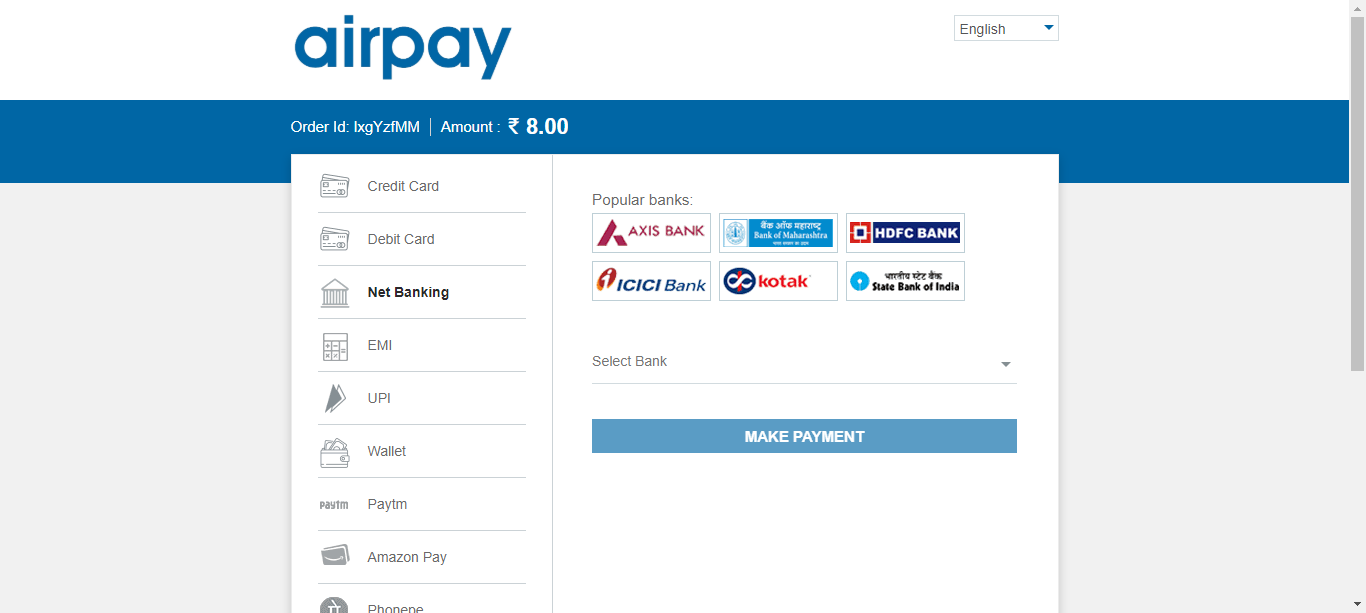 airpay
English
Order Id: lxgYzfMM Amount : ₹ 8.00
Credit Card
Debit Card
Net Banking
EMI
UPI
Wallet
Paytm Paytm
Amazon Pay
Phonepe
Popular banks:
AXIS BANK
बैंक ऑफ महाराष्ट्र
Bank of Maharashtra
HDFC BANK
ICICI Bank
kotak
भारतीय स्टेट बैंक
State Bank of India
Select Bank
MAKE PAYMENT